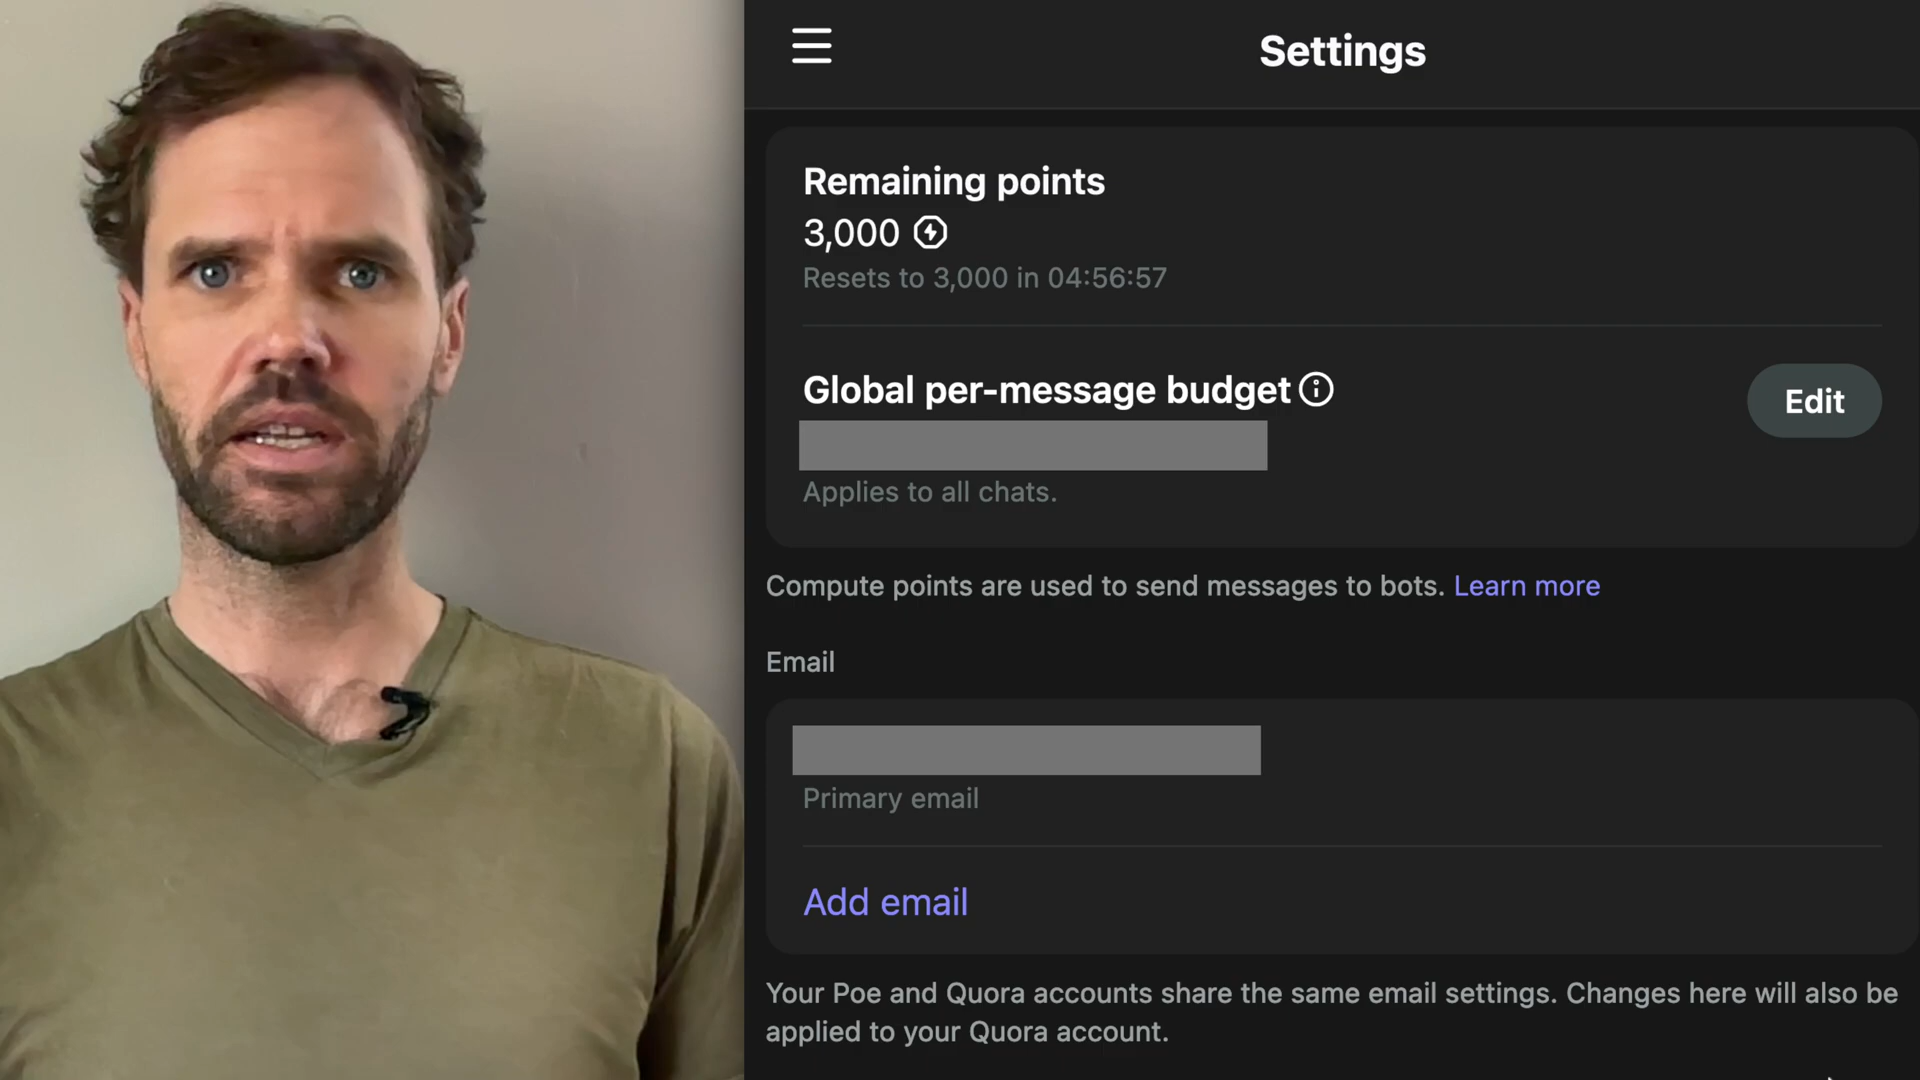 Settings
Remaining points
3,000
Resets to 3,000 in 04:56:57
Global per-message budget
Edit
Applies to all chats.
Compute points are used to send messages to bots. Learn more
Email
Primary email
Add email
Your Poe and Quora accounts share the same email settings. Changes here will also be
applied to your Quora account.